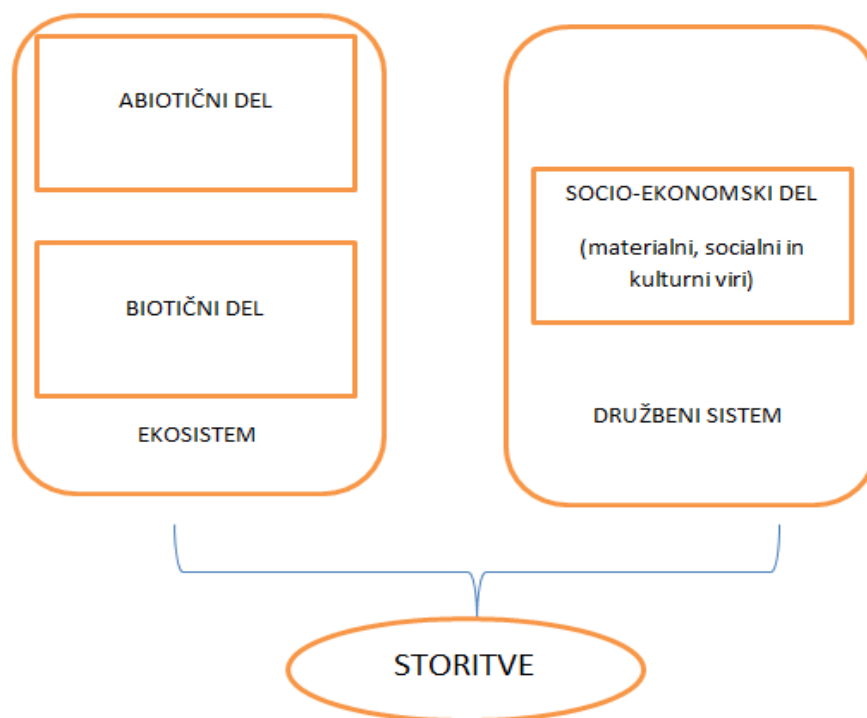 ABIOTIČNI DEL
BIOTIČNI DEL
EKOSISTEM
SOCIO-EKONOMSKI DEL
(materialni, socialni in
kulturni viri)
DRUŽBENI SISTEM
STORITVE